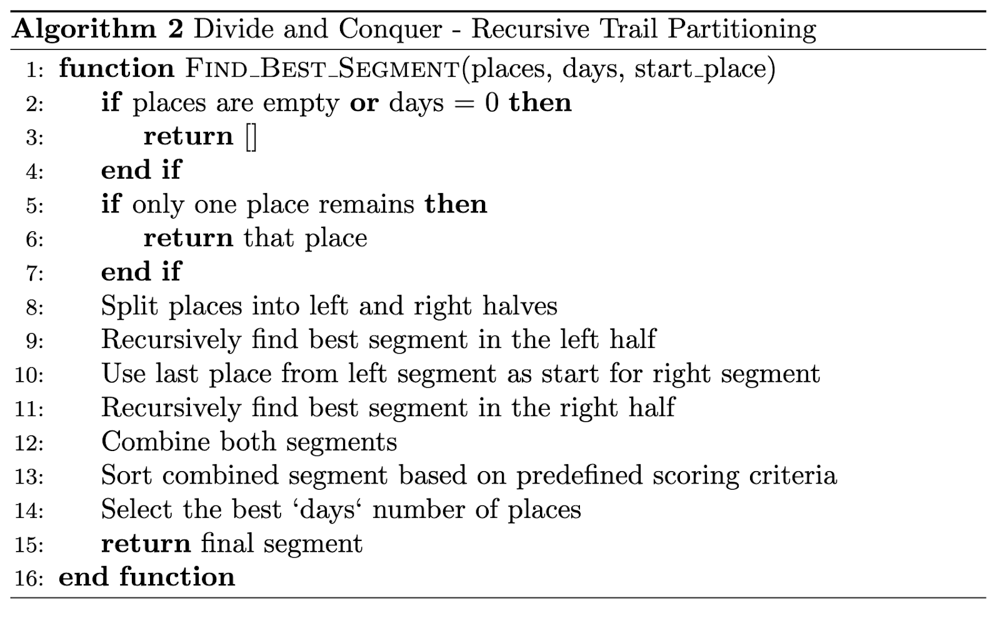 Algorithm 2 Divide and Conquer - Recursive Trail Partitioning
1: function FIND_BEST_SEGMENT(places, days, start_place)
2: if places are empty or days = 0 then
3: return []
4: end if
5: if only one place remains then
6: return that place
7: end if
8: Split places into left and right halves
9: Recursively find best segment in the left half
10: Use last place from left segment as start for right segment
11: Recursively find best segment in the right half
12: Combine both segments
13: Sort combined segment based on predefined scoring criteria
14: Select the best ‘days‘ number of places
15: return final segment
16: end function